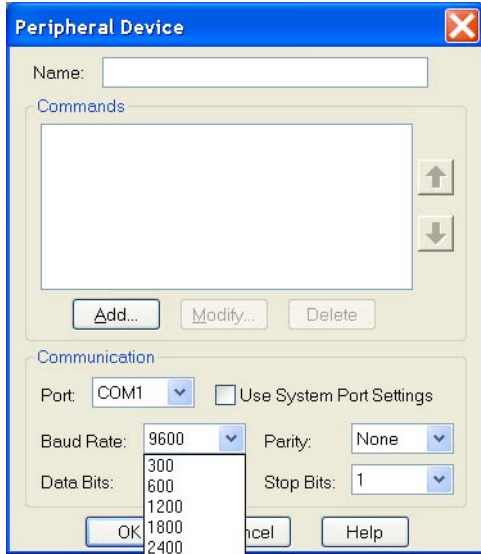 Peripheral Device
Name:
Commands
Add... Modify... Delete
Communication
Port: COM1 Use System Port Settings
Baud Rate: 9600 Parity: None
300
Data Bits: 600 Stop Bits: 1
1200
OK 1800 ncel Help
2400